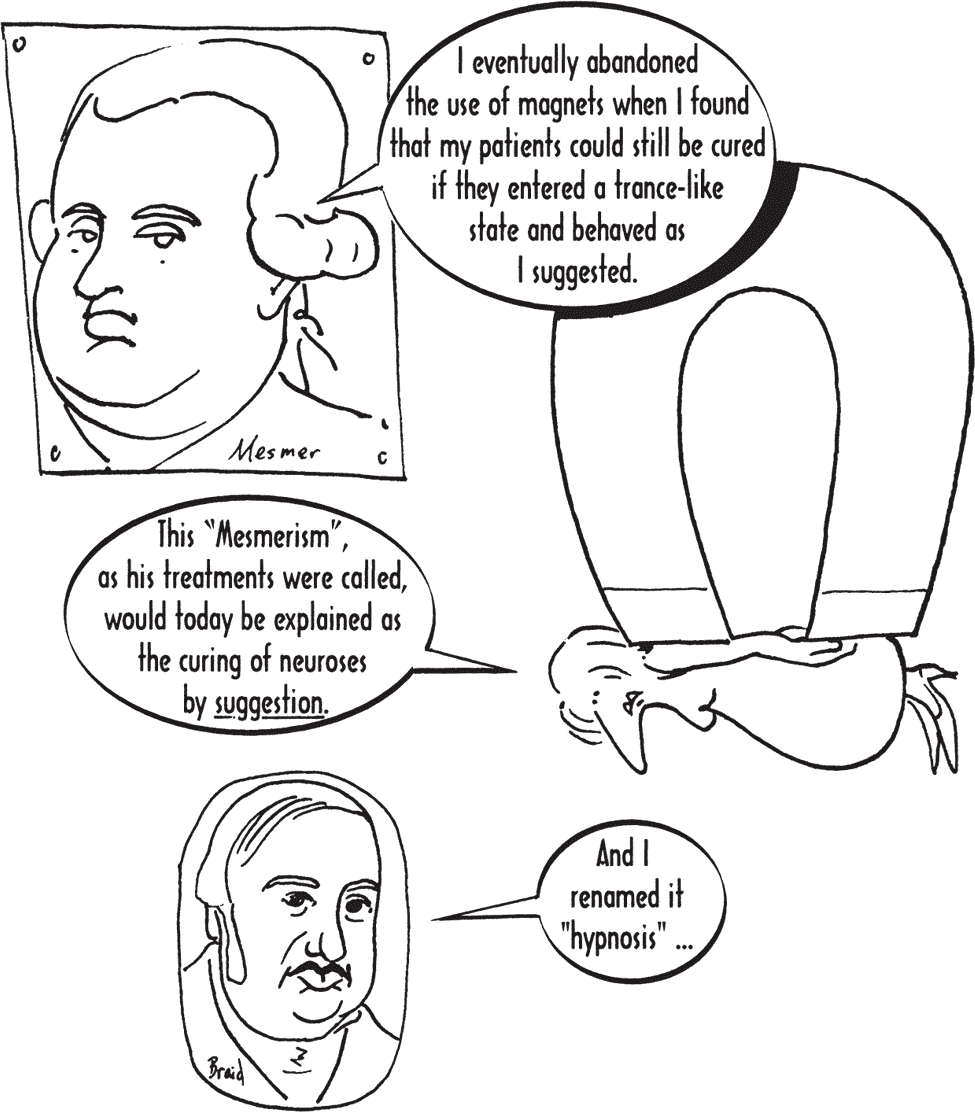 I eventually abandoned
the use of magnets when I found
that my patients could still be cured
if they entered a trance-like
state and behaved as
I suggested.
Mesmer
This “Mesmerism”,
as his treatments were called,
would today be explained as
the curing of neuroses
by suggestion.
And I
renamed it
"hypnosis" ...
Braid